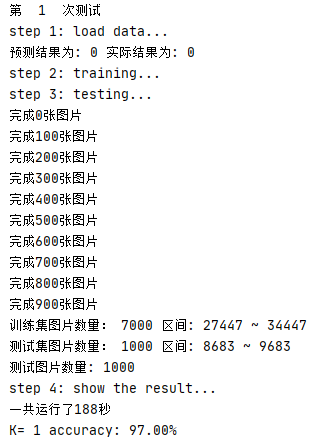 第  1  次测试
step 1: load data...
预测结果为: 0 实际结果为: 0
step 2: training...
step 3: testing...
完成0张图片
完成100张图片
完成200张图片
完成300张图片
完成400张图片
完成500张图片
完成600张图片
完成700张图片
完成800张图片
完成900张图片
训练集图片数量： 7000 区间: 27447 ~ 34447
测试集图片数量： 1000 区间: 8683 ~ 9683
测试图片数量: 1000
step 4: show the result...
一共运行了188秒
K= 1 accuracy: 97.00%